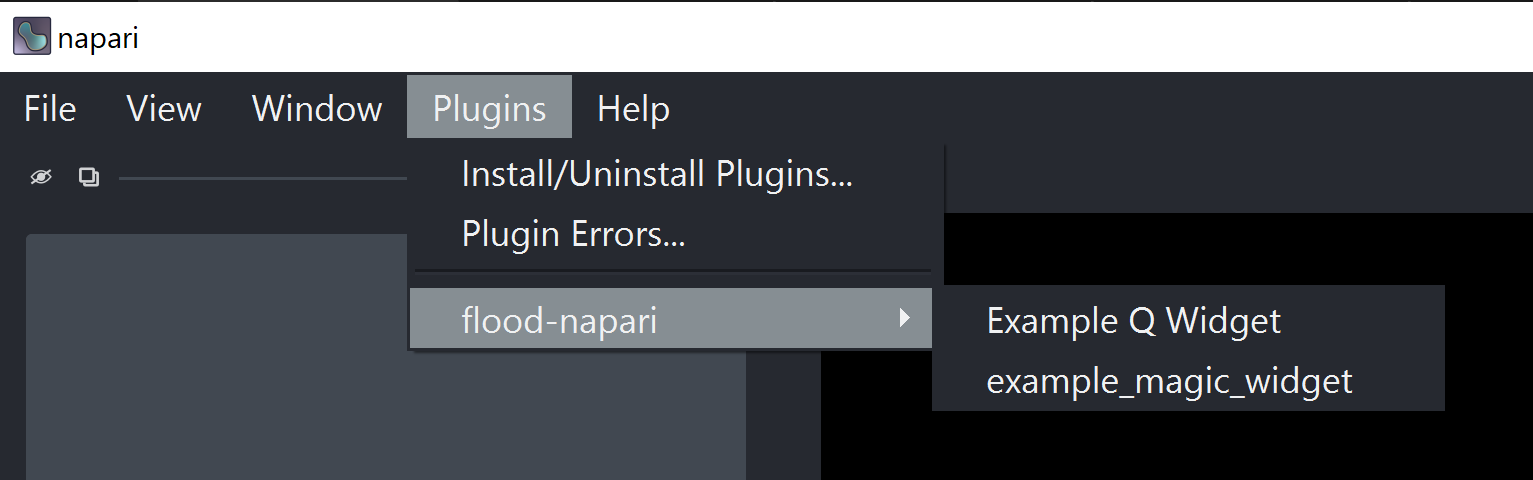 napari
File View Window Plugins Help
Install/Uninstall Plugins...
Plugin Errors...
flood-napari
Example Q Widget
example_magic_widget